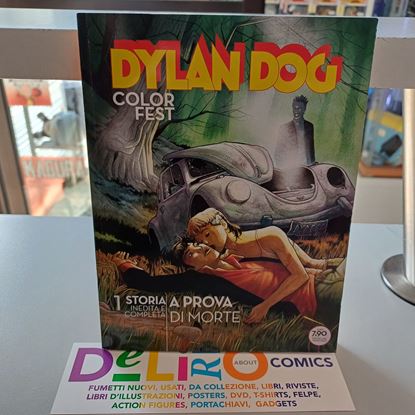 DYLAN DOG
COLOR
FEST
1 STORIA
INEDITA E
COMPLETA
A PROVA
DI MORTE
7,90
DeLiRO ABOUT COMICS
FUMETTI NUOVI, USATI, DA COLLEZIONE, LIBRI, RIVISTE,
LIBRI D'ILLUSTRAZIONI, POSTERS, DVD, T-SHIRTS, FELPE,
ACTION FIGURES, PORTACHIAVI, GADGETS